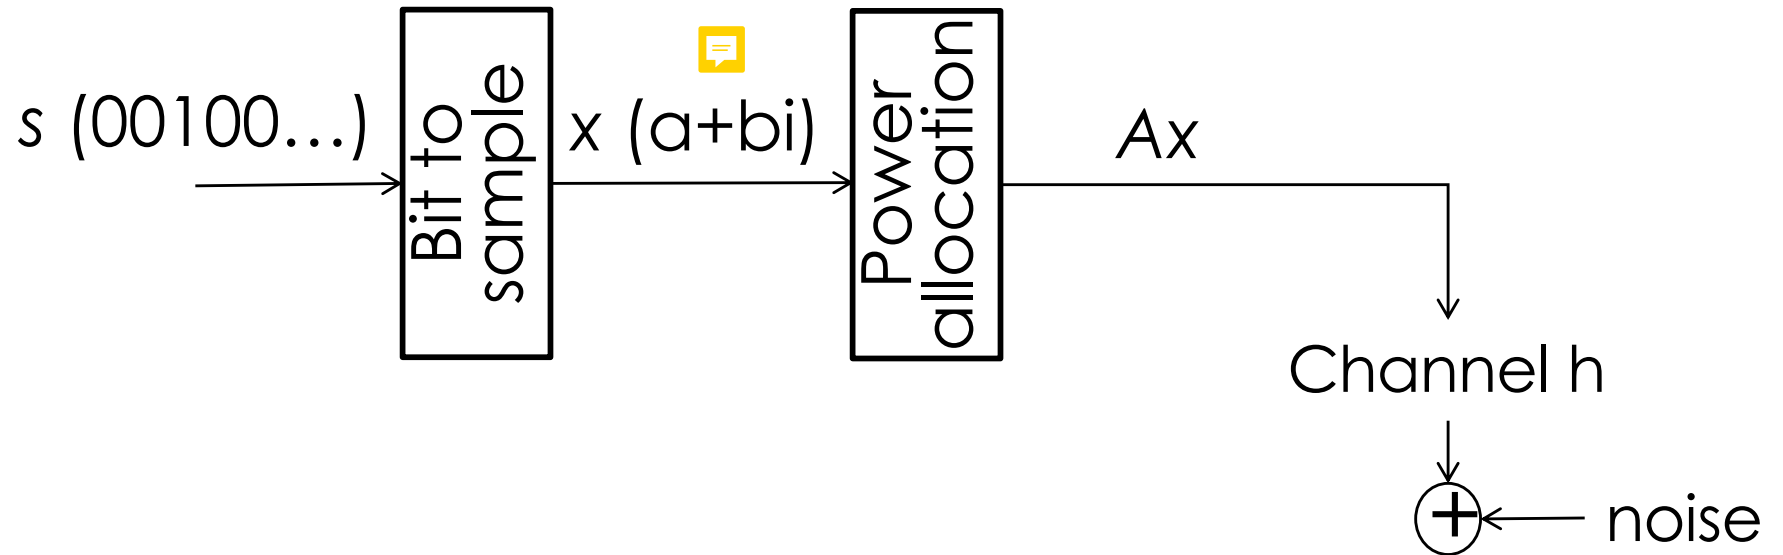 s (00100...)
Bit to
sample
x (a+bi)
Power
allocation
Ax
Channel h
+
noise